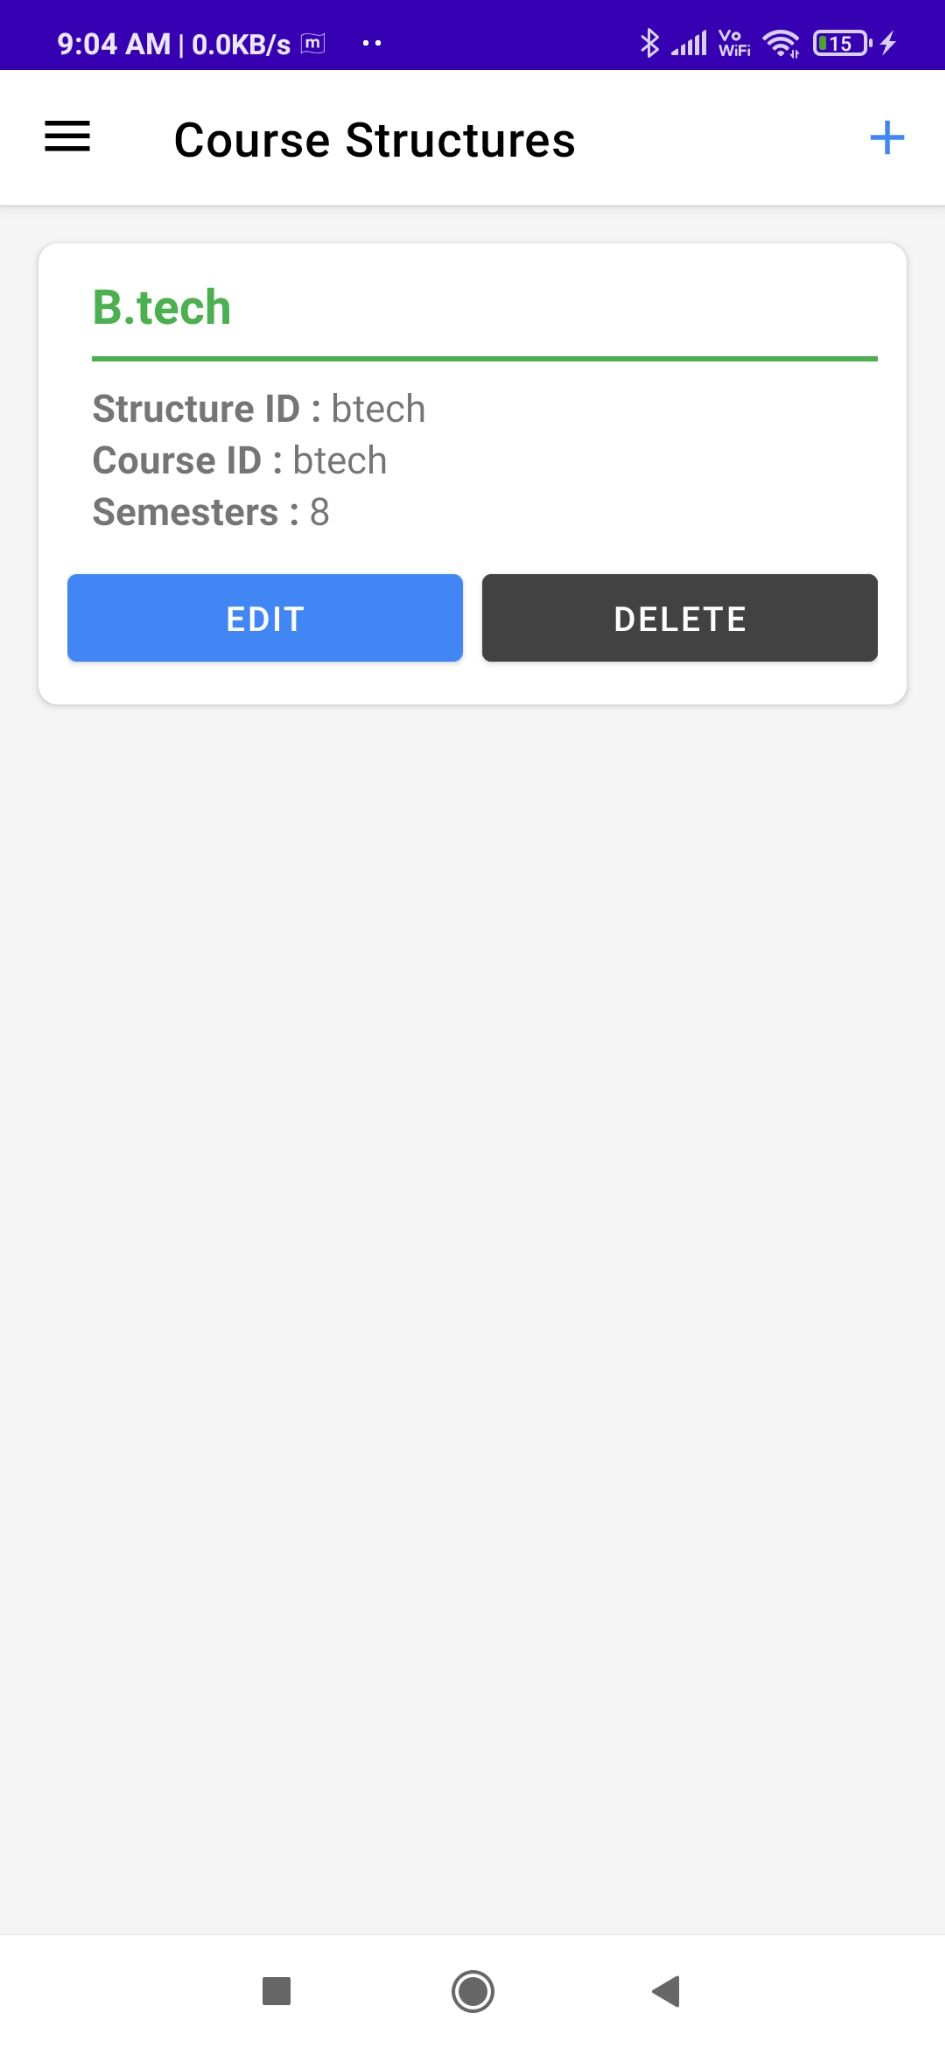 9:04 AM | 0.0KB/s m
Vo WiFi 15
Course Structures
B.tech
Structure ID : btech
Course ID : btech
Semesters : 8
EDIT DELETE